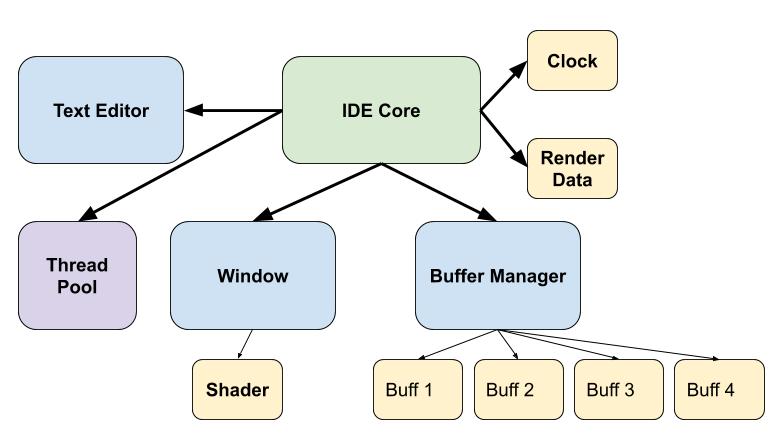 Clock
Text Editor
IDE Core
Render
Data
Thread
Pool
Window
Buffer Manager
Shader
Buff 1
Buff 2
Buff 3
Buff 4